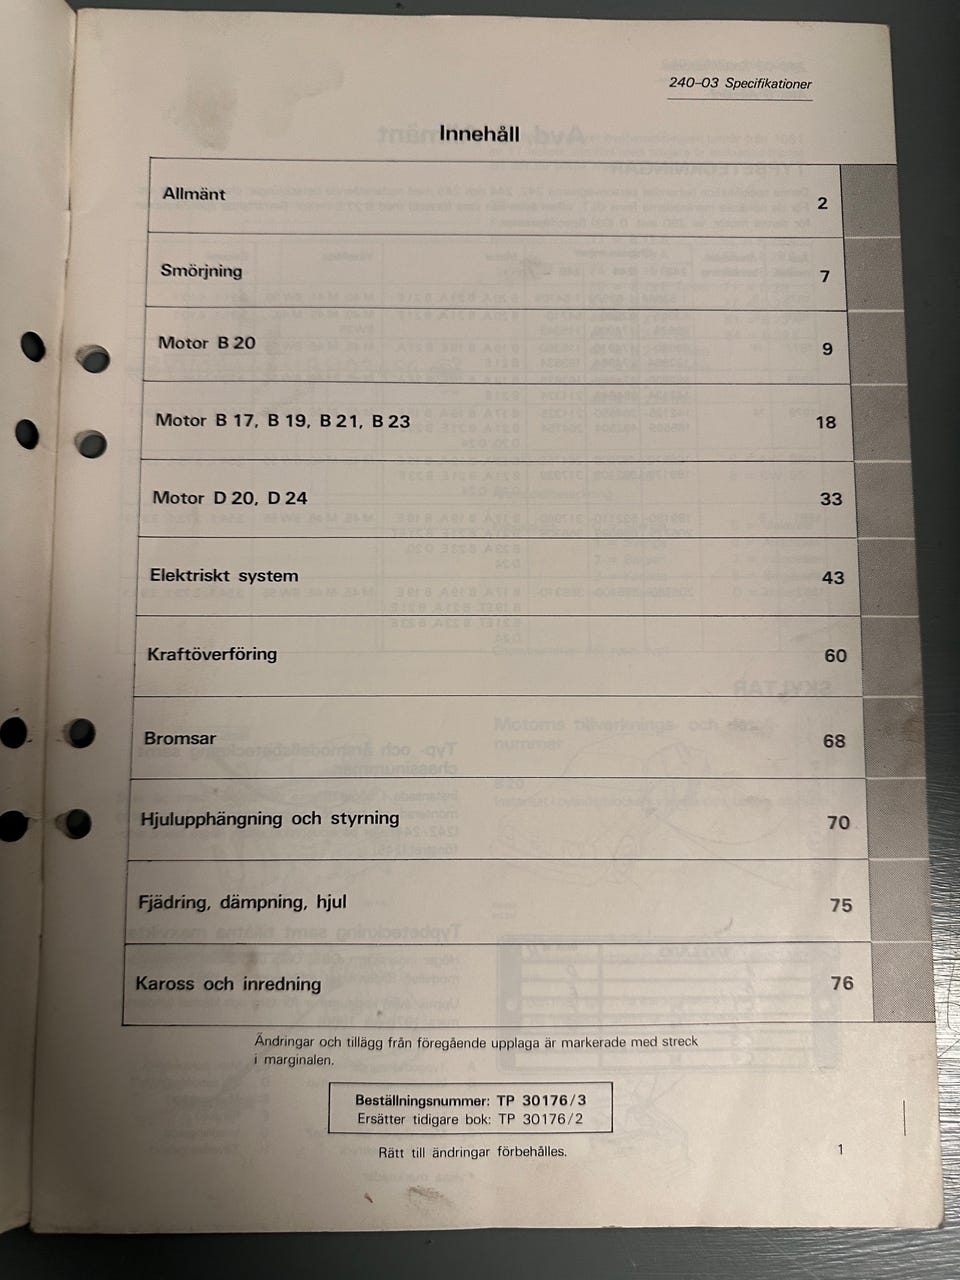 240-03 Specifikationer
Innehåll
Allmänt 2
Smörjning 7
Motor B 20 9
Motor B 17, B 19, B 21, B 23 18
Motor D 20, D 24 33
Elektriskt system 43
Kraftöverföring 60
Bromsar 68
Hjulupphängning och styrning 70
Fjädring, dämpning, hjul 75
Kaross och inredning 76
Ändringar och tillägg från föregående upplaga är markerade med streck
i marginalen.
Beställningsnummer: TP 30176/3
Ersätter tidigare bok: TP 30176/2
Rätt till ändringar förbehålles.
1